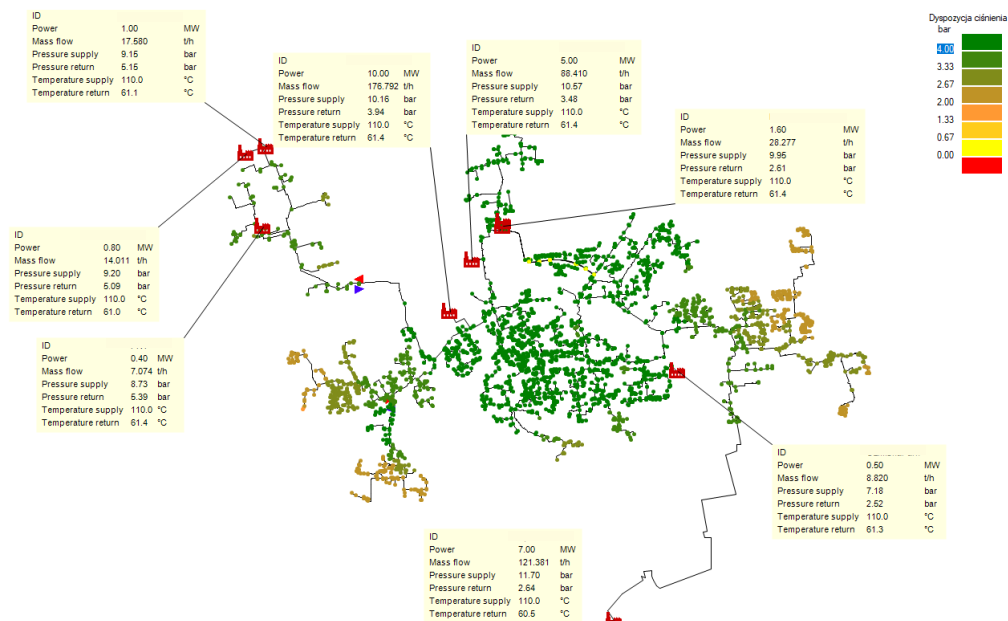 ID
Power 1.00 MW
Mass flow 17.580 t/h
Pressure supply 9.15 bar
Pressure return 5.15 bar
Temperature supply 110.0 °C
Temperature return 61.1 °C
ID
Power 10.00 MW
Mass flow 176.792 t/h
Pressure supply 10.16 bar
Pressure return 3.94 bar
Temperature supply 110.0 °C
Temperature return 61.4 °C
ID
Power 5.00 MW
Mass flow 88.410 t/h
Pressure supply 10.57 bar
Pressure return 3.48 bar
Temperature supply 110.0 °C
Temperature return 61.4 °C
ID
Power 1.60 MW
Mass flow 28.277 t/h
Pressure supply 9.95 bar
Pressure return 2.61 bar
Temperature supply 110.0 °C
Temperature return 61.4 °C
Dyspozycja ciśnienia
bar
4.00
3.33
2.67
2.00
1.33
0.67
0.00
ID
Power 0.80 MW
Mass flow 14.011 t/h
Pressure supply 9.20 bar
Pressure return 5.09 bar
Temperature supply 110.0 °C
Temperature return 61.0 °C
ID
Power 0.40 MW
Mass flow 7.074 t/h
Pressure supply 8.73 bar
Pressure return 5.39 bar
Temperature supply 110.0 °C
Temperature return 61.4 °C
ID
Power 0.50 MW
Mass flow 8.820 t/h
Pressure supply 7.18 bar
Pressure return 2.52 bar
Temperature supply 110.0 °C
Temperature return 61.3 °C
ID
Power 7.00 MW
Mass flow 121.381 t/h
Pressure supply 11.70 bar
Pressure return 2.64 bar
Temperature supply 110.0 °C
Temperature return 60.5 °C